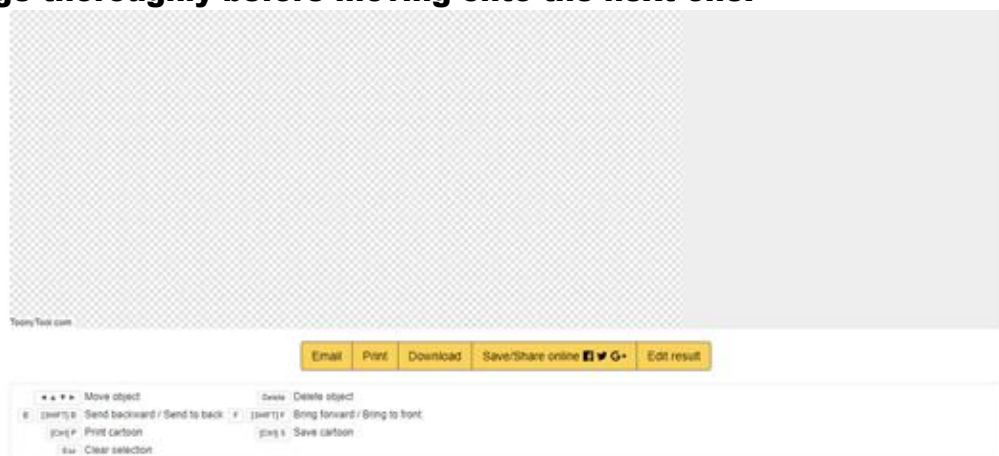 ge thoroughly before moving onto the next one.
ToonyTool.com
Email Print Download Save/Share online G+ Edit result
Move object Delete Delete object
B [SHIFT] B Send backward / Send to back F [SHIFT] F Bring forward / Bring to front
[Ctrl] P Print cartoon [Ctrl] S Save cartoon
Esc Clear selection